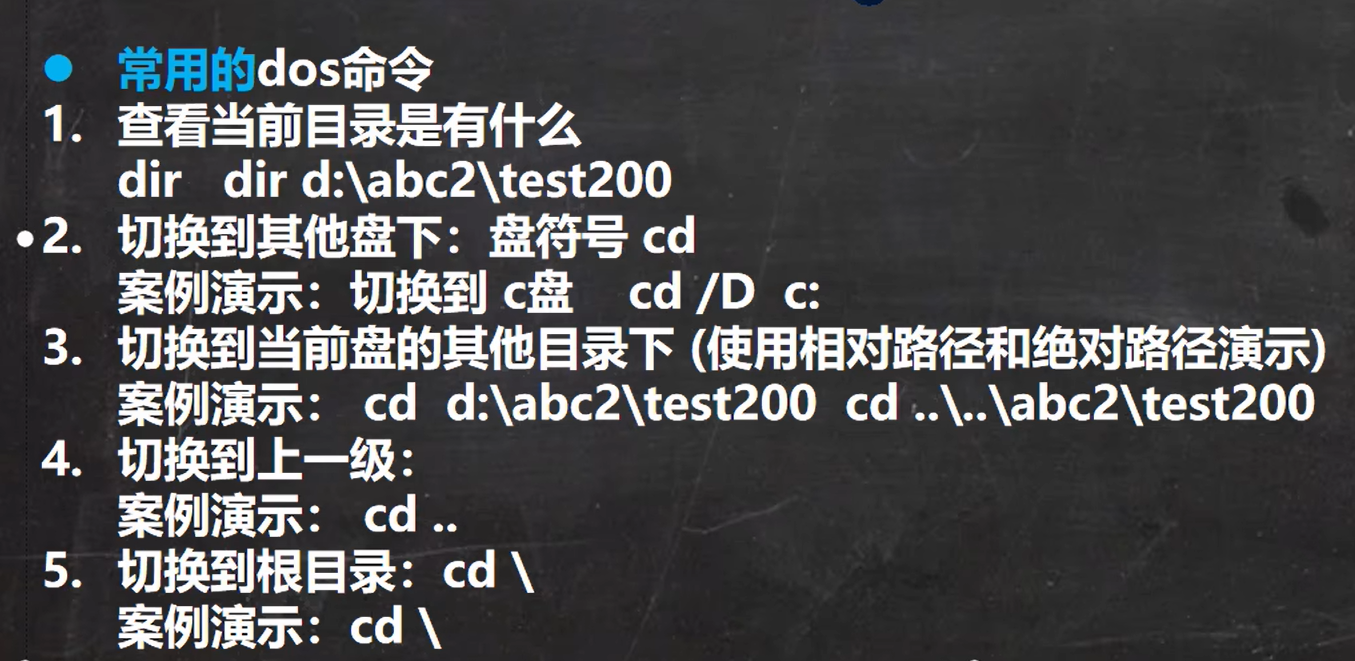 ● 常用的dos命令
1. 查看当前目录是有什么
dir dir d:\abc2\test200
2. 切换到其他盘下：盘符号 cd
案例演示：切换到 c盘 cd /D c:
3. 切换到当前盘的其他目录下 (使用相对路径和绝对路径演示)
案例演示： cd d:\abc2\test200 cd ..\..\abc2\test200
4. 切换到上一级：
案例演示： cd ..
5. 切换到根目录：cd \
案例演示：cd \